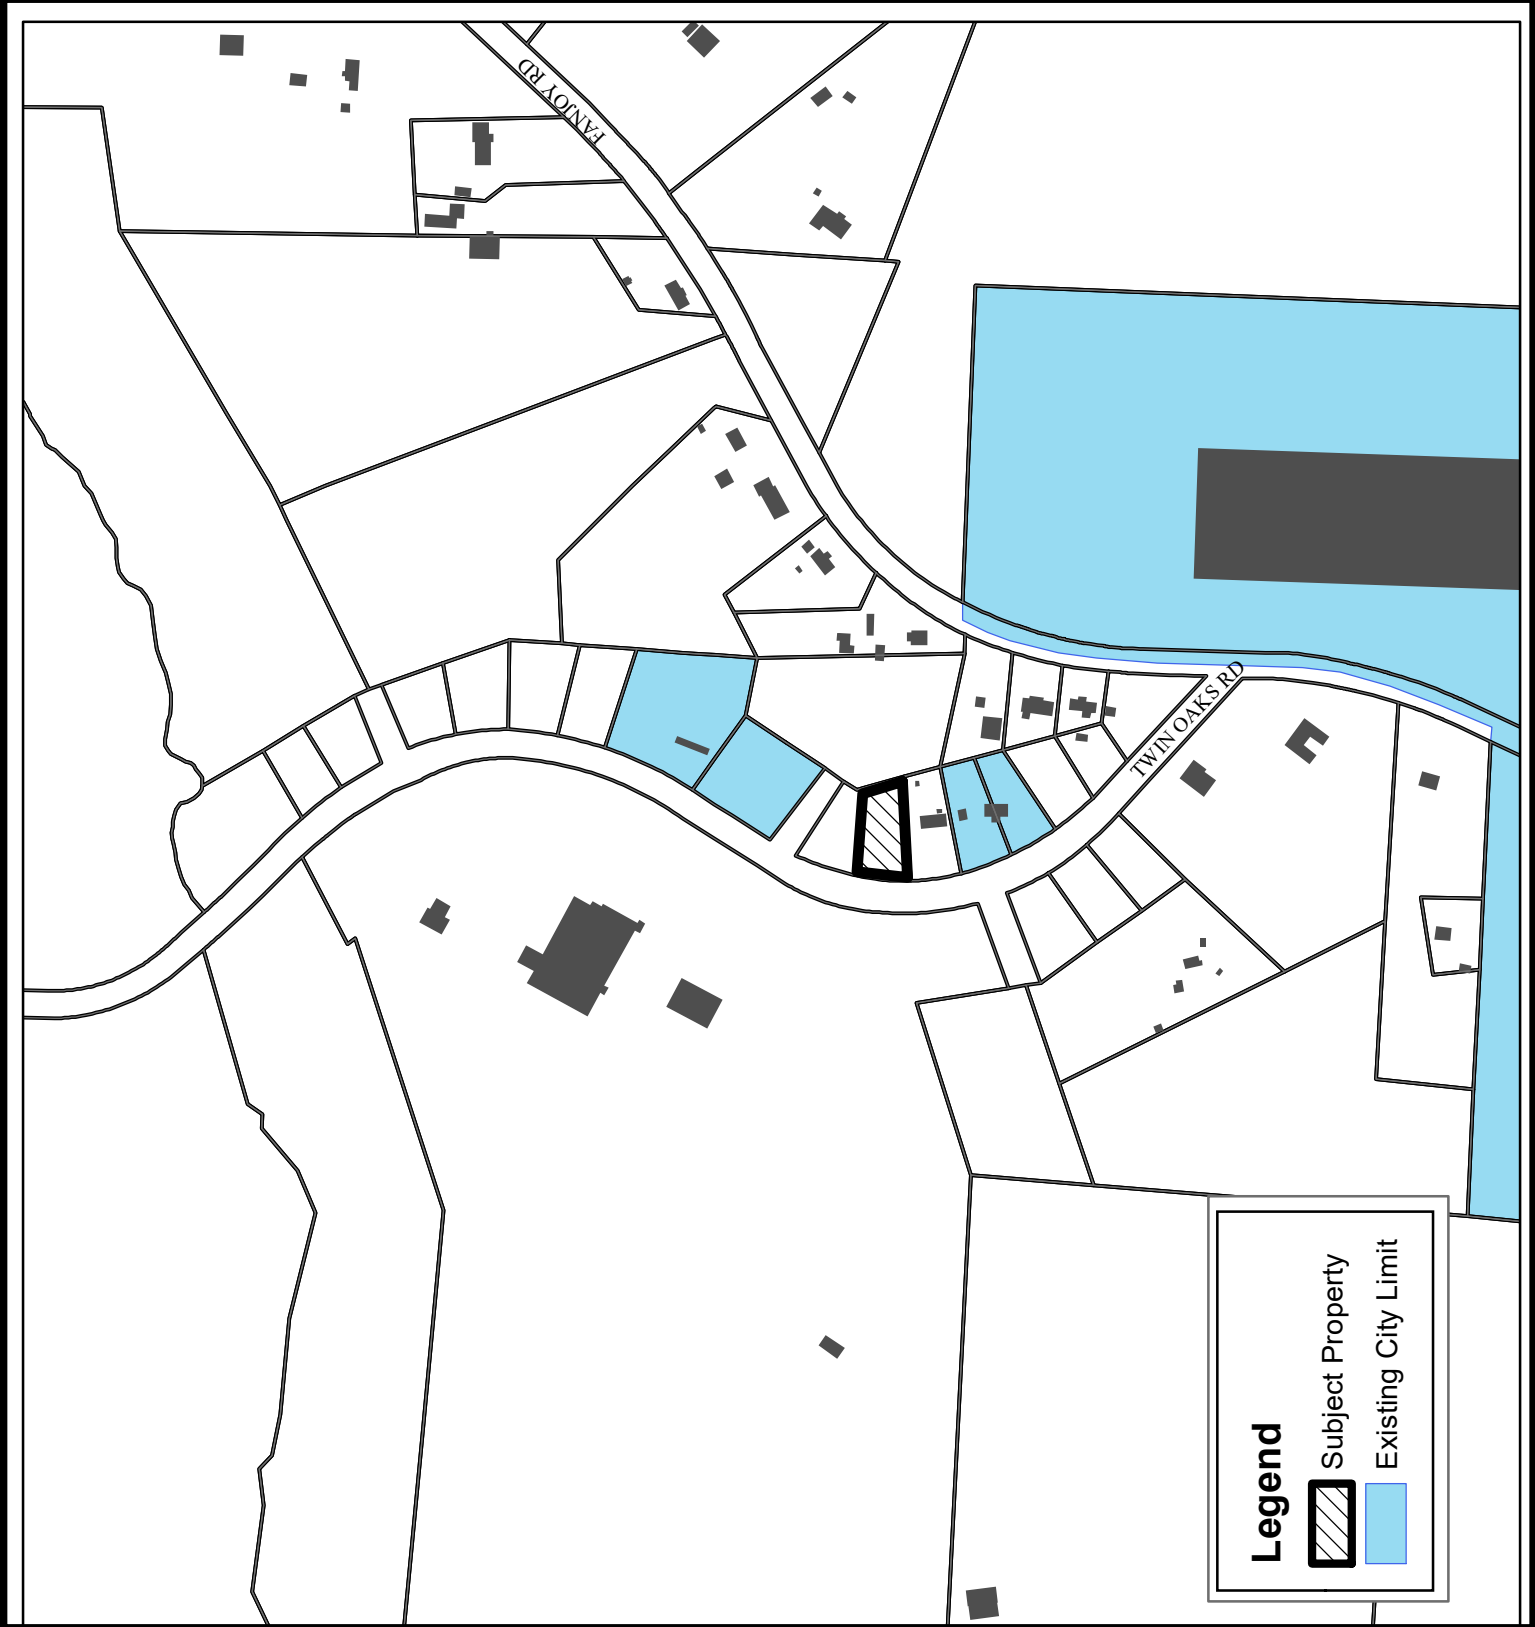 FANJOY RD
TWIN OAKS RD
Legend
Subject Property
Existing City Limit